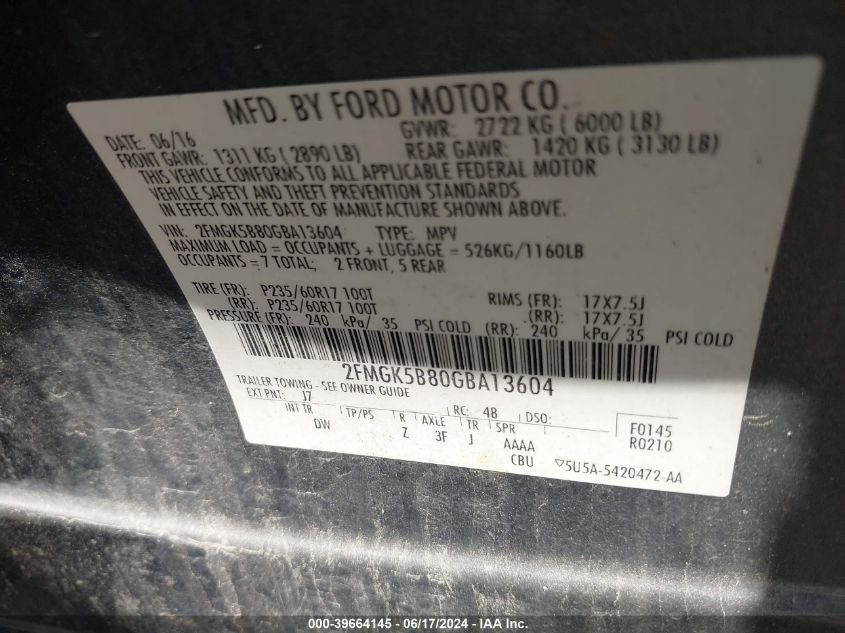 MFD. BY FORD MOTOR CO.
DATE: 06/16 GVWR: 2722 KG ( 6000 LB)
FRONT GAWR: 1311 KG ( 2890 LB) REAR GAWR: 1420 KG ( 3130 LB)
THIS VEHICLE CONFORMS TO ALL APPLICABLE FEDERAL MOTOR
VEHICLE SAFETY AND THEFT PREVENTION STANDARDS
IN EFFECT ON THE DATE OF MANUFACTURE SHOWN ABOVE.
VIN: 2FMGK5B80GBA13604 TYPE: MPV
MAXIMUM LOAD = OCCUPANTS + LUGGAGE = 526KG/1160LB
OCCUPANTS = 7 TOTAL; 2 FRONT, 5 REAR
TIRE (FR): P235/60R17 100T RIMS (FR): 17X7.5J
(RR): P235/60R17 100T (RR): 17X7.5J
PRESSURE (FR): 240 kPa/ 35 PSI COLD (RR): 240 kPa/ 35 PSI COLD
2FMGK5B80GBA13604
TRAILER TOWING - SEE OWNER GUIDE
EXT PNT: J7 RC: 48 DSO: F0145
INT TR TP/PS R AXLE TR SPR R0210
DW Z 3F J AAAA
CBU ▽5U5A-5420472-AA
000-39664145 - 06/17/2024 - IAA Inc.